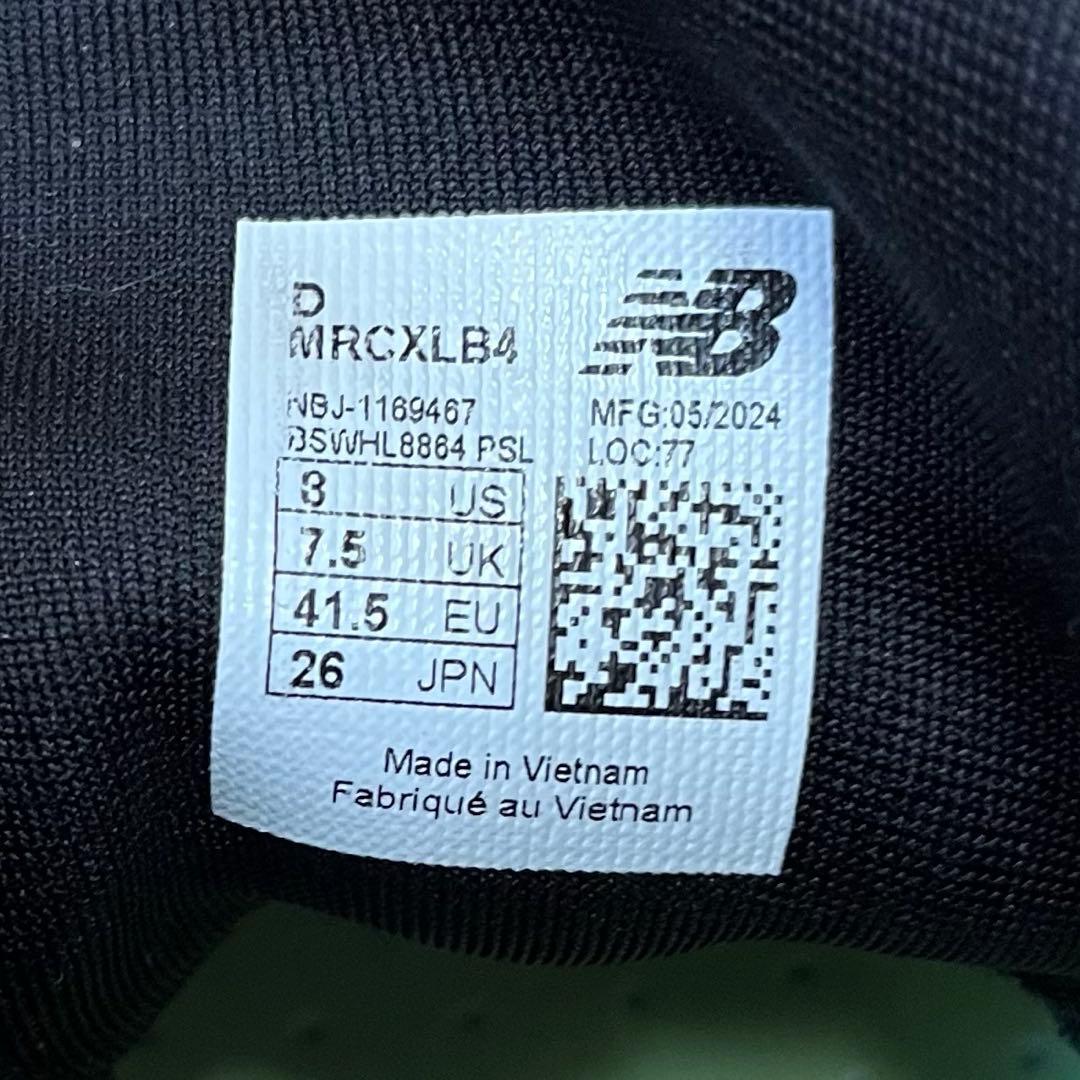 D
MRCXLB4
NBJ-1169467
BSWHL8864 PSL
8 US
7.5 UK
41.5 EU
26 JPN
NB
MFG:05/2024
LOC:77
Made in Vietnam
Fabriqué au Vietnam